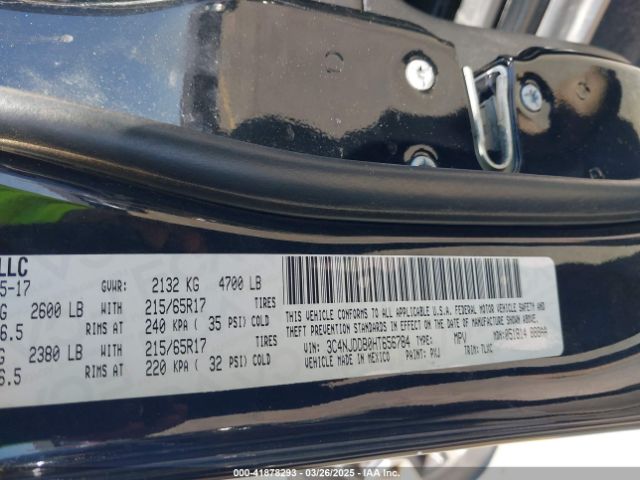 LLC
5-17
GVWR: 2132 KG 4700 LB
G 2600 LB WITH 215/65R17 TIRES
6.5 RIMS AT 240 KPA ( 35 PSI) COLD
G 2380 LB WITH 215/65R17 TIRES
6.5 RIMS AT 220 KPA ( 32 PSI) COLD
THIS VEHICLE CONFORMS TO ALL APPLICABLE U.S.A. FEDERAL MOTOR VEHICLE SAFETY AND
THEFT PREVENTION STANDARDS IN EFFECT ON THE DATE OF MANUFACTURE SHOWN ABOVE.
VIN: 3C4NJDDB0HT656784 TYPE: MPV MDH:051814
VEHICLE MADE IN MEXICO PAINT: PXJ TRIM: TLXC
000-41878293 - 03/26/2025 - IAA Auctions